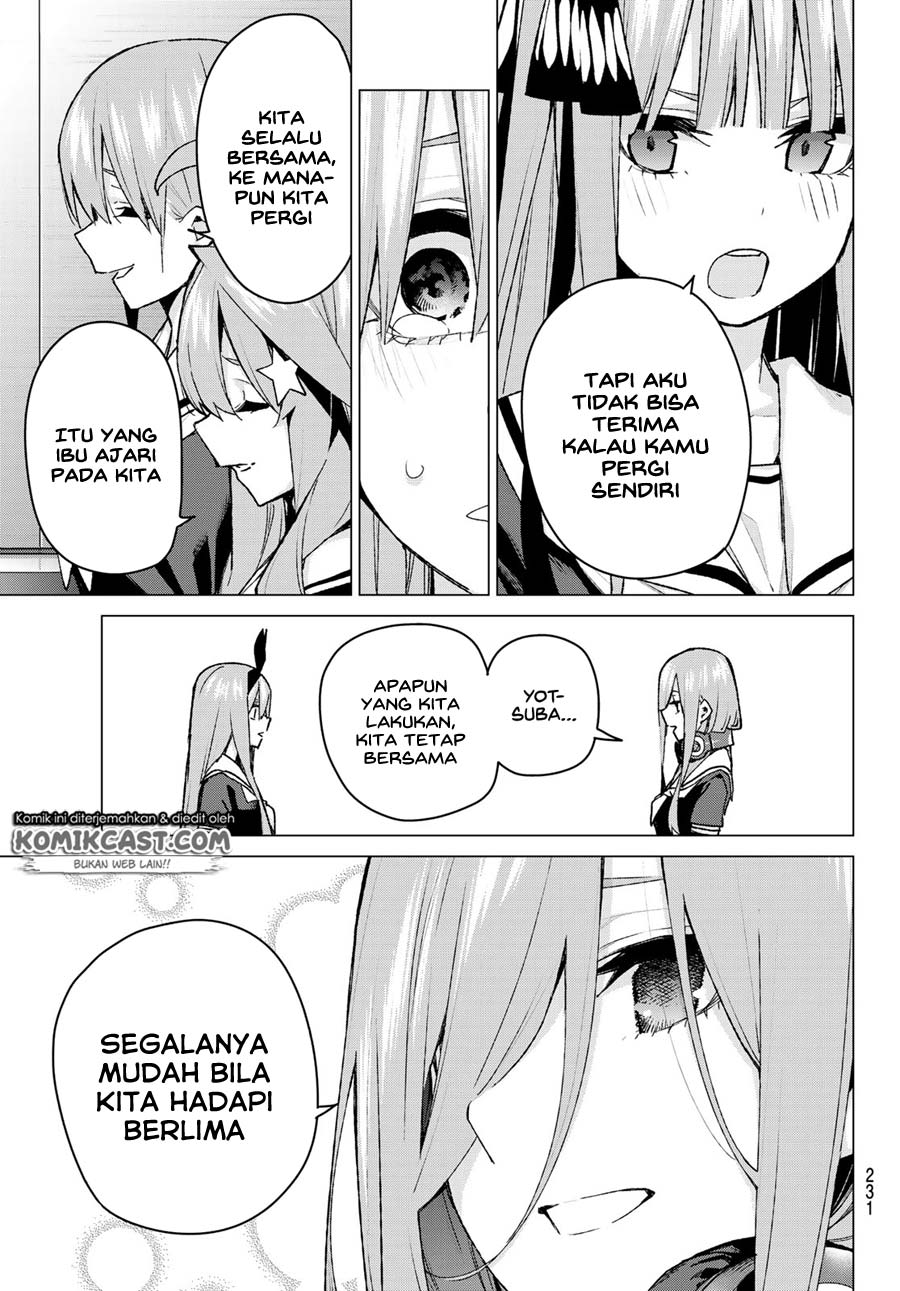 TAPI AKU
TIDAK BISA
TERIMA
KALAU KAMU
PERGI
SENDIRI
KITA
SELALU
BERSAMA,
KE MANA-
PUN KITA
PERGI
ITU YANG
IBU AJARI
PADA KITA
YOT-
SUBA...
APAPUN
YANG KITA
LAKUKAN,
KITA TETAP
BERSAMA
Komik ini diterjemahkan & diedit oleh
KOMIKCAST.COM
BUKAN WEB LAIN!!
SEGALANYA
MUDAH BILA
KITA HADAPI
BERLIMA
231